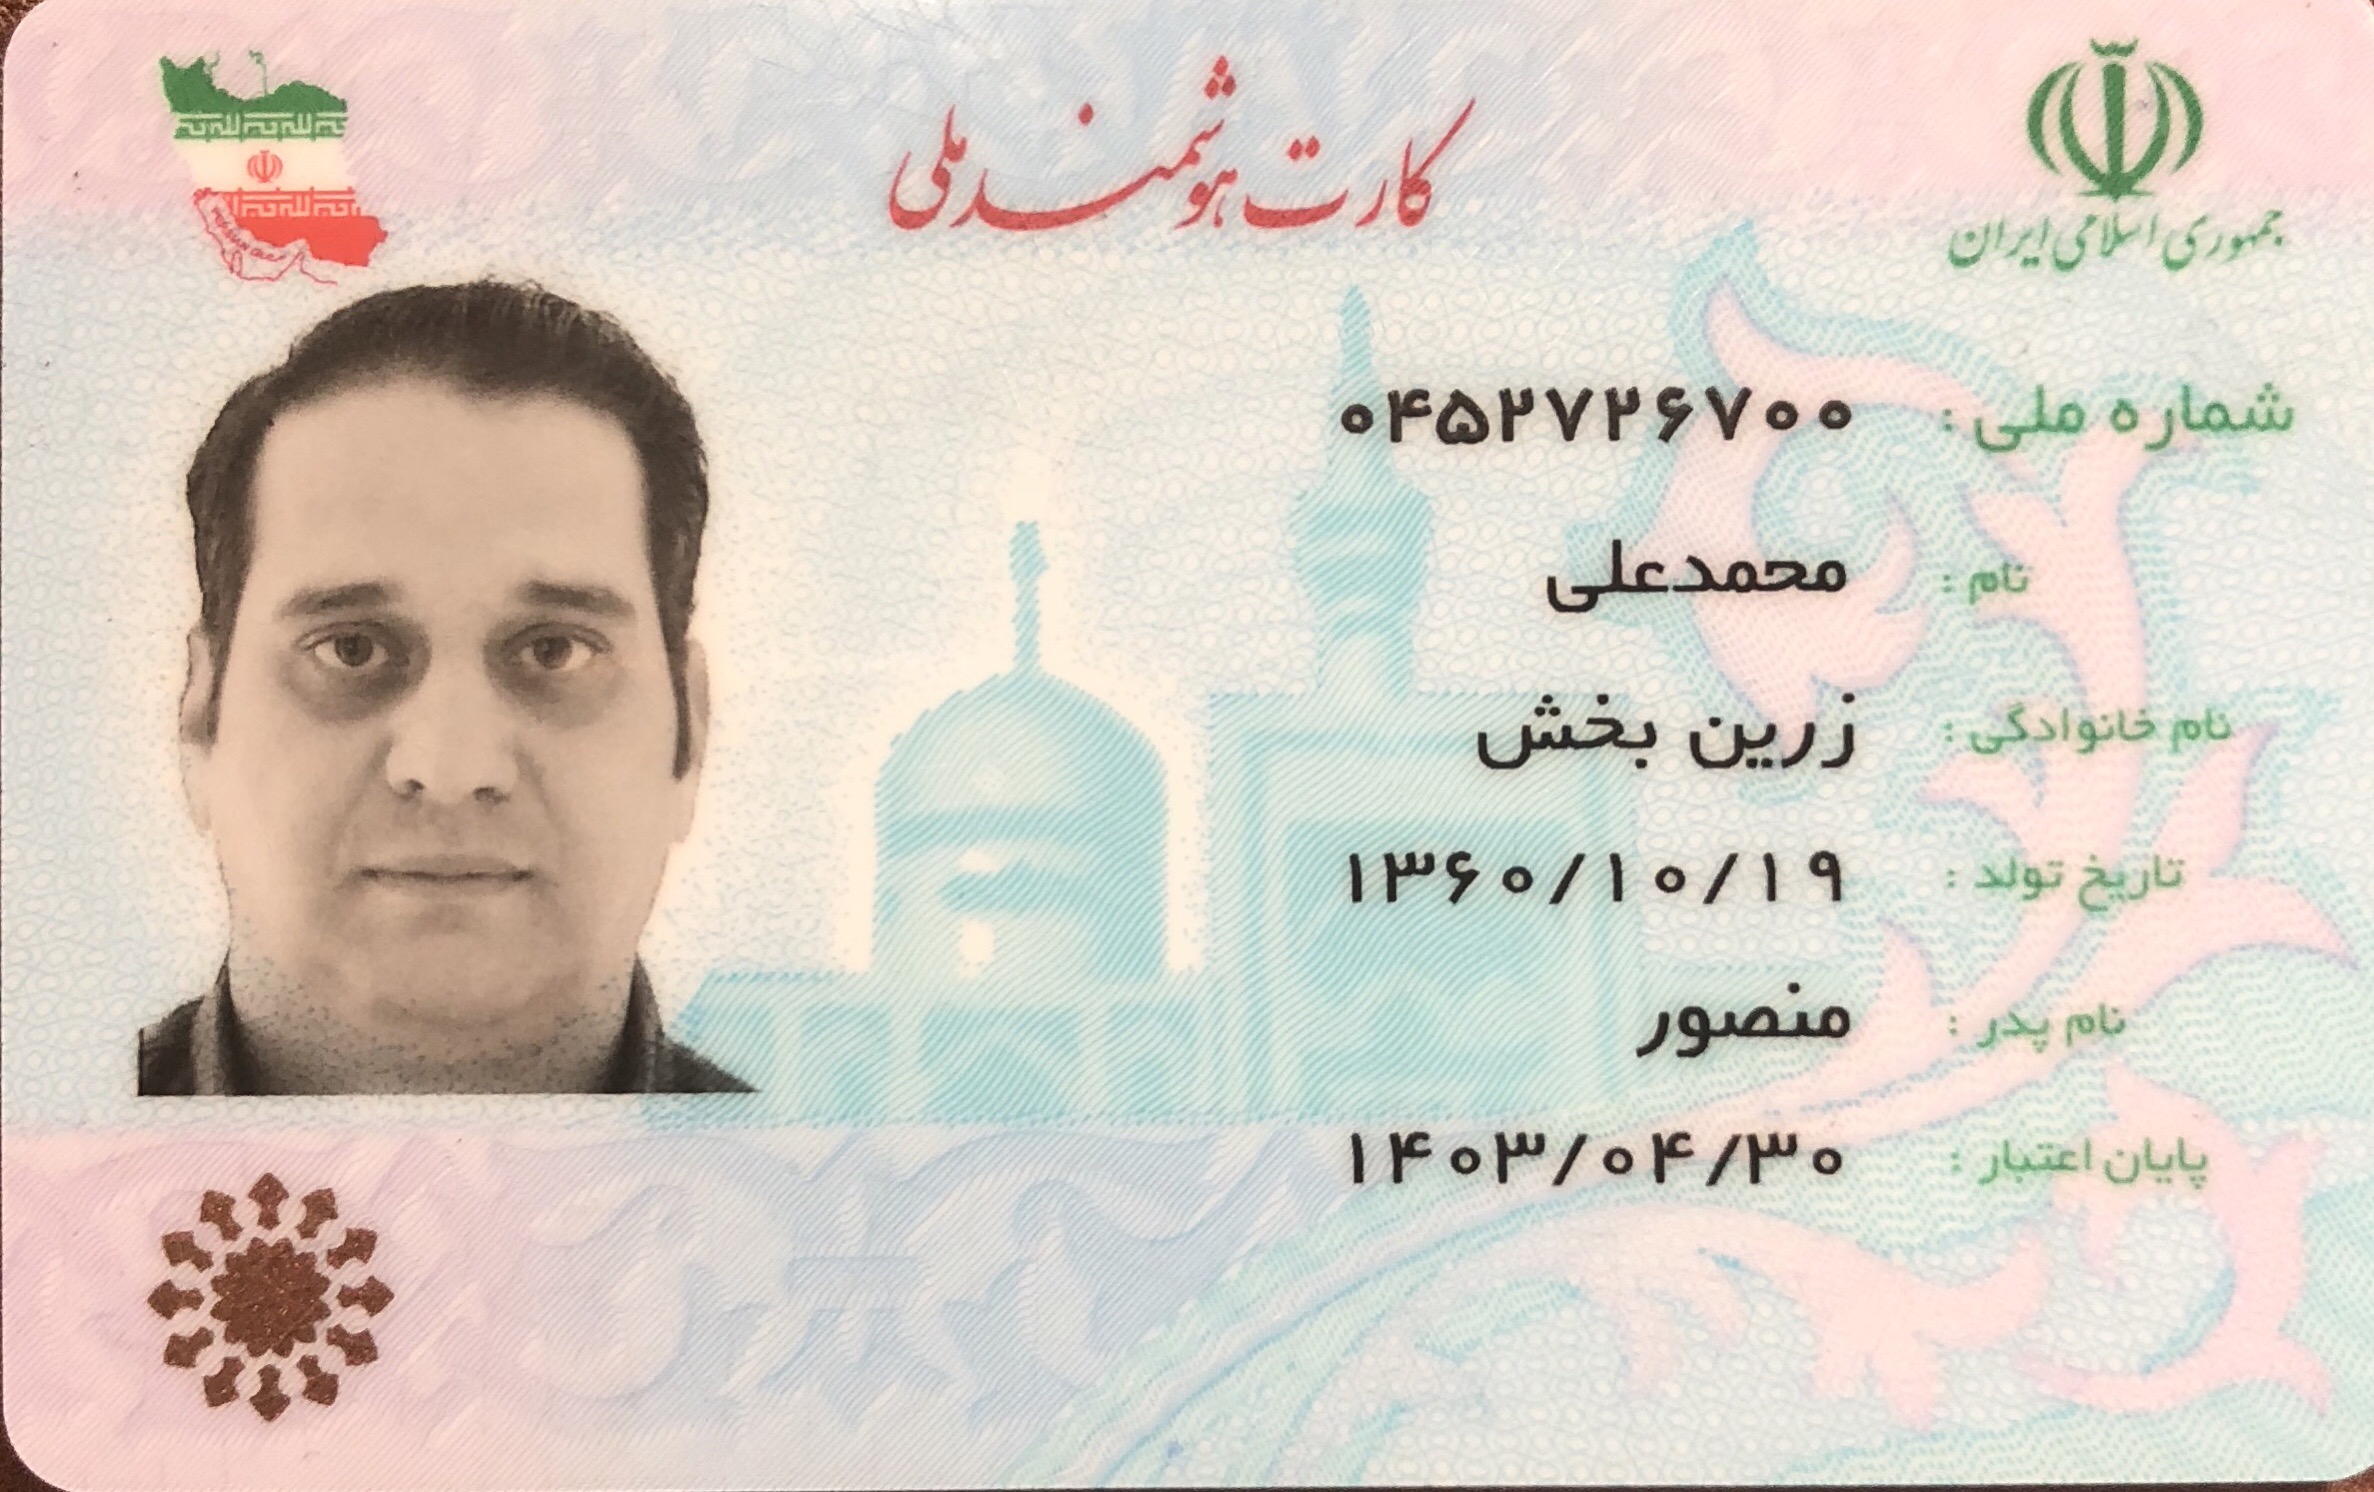 جمهوری اسلامی ایران
کارت هوشمند ملی
شماره ملی : ۰۴۵۲۷۲۶۷۰۰
نام : محمدعلی
نام خانوادگی : زرین بخش
تاریخ تولد : ۱۳۶۰/۱۰/۱۹
نام پدر : منصور
پایان اعتبار : ۱۴۰۳/۰۴/۳۰